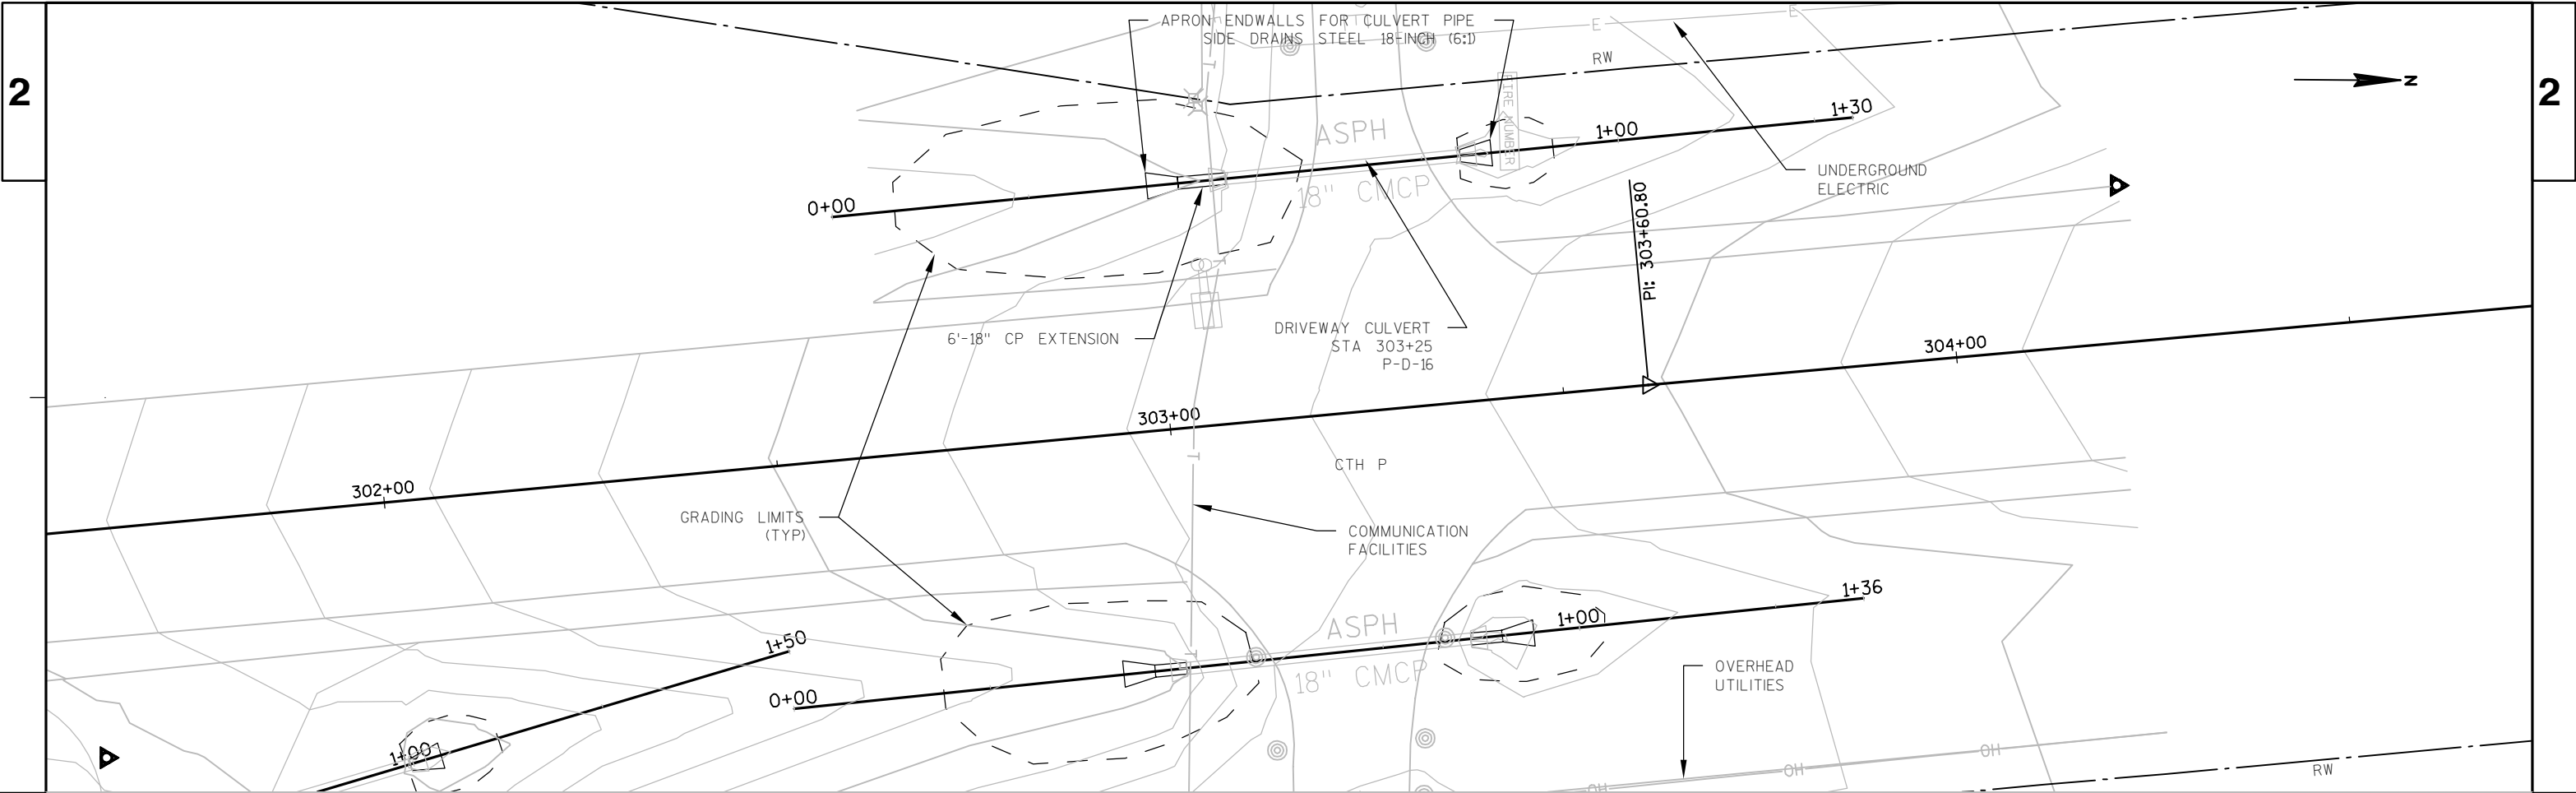 2
APRON ENDWALLS FOR CULVERT PIPE
SIDE DRAINS STEEL 18-INCH (6:1)
E
E
RW
N
2
FIRE NUMBER
1+30
1+00
ASPH
UNDERGROUND
ELECTRIC
18" CMCP
0+00
PI: 303+60.80
T
T
6'-18" CP EXTENSION
DRIVEWAY CULVERT
STA 303+25
P-D-16
304+00
303+00
T
CTH P
302+00
GRADING LIMITS
(TYP)
COMMUNICATION
FACILITIES
1+36
1+00
ASPH
1+50
T
18" CMCP
0+00
OVERHEAD
UTILITIES
1+00
OH
OH
OH
RW